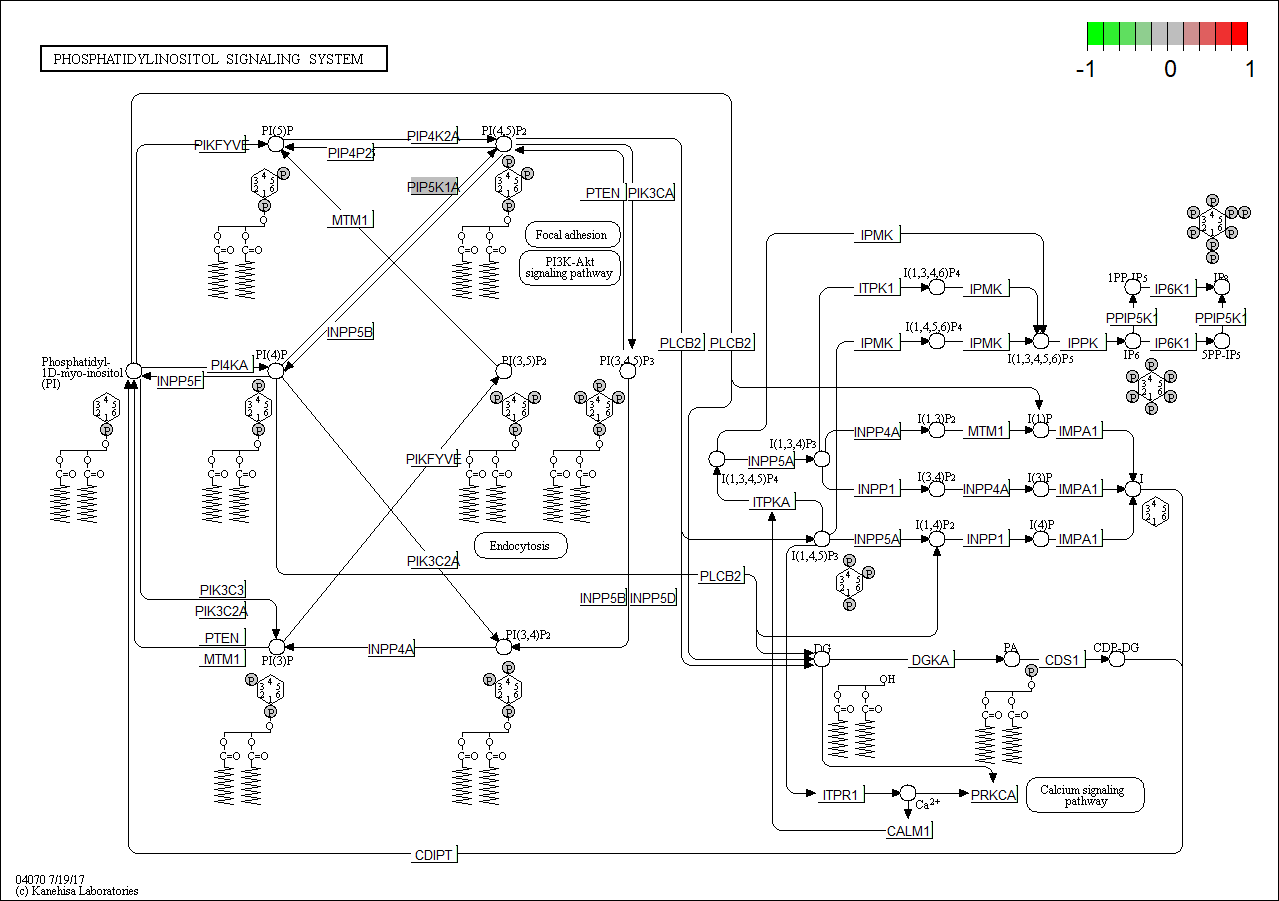 PHOSPHATIDYLINOSITOL SIGNALING SYSTEM
-1 0 1
PI(5)P
PIKFYVE
PIP4K2A
PIP4P2
PI(4,5)P2
PIP5K1A
MTM1
PTEN
PIK3CA
Focal adhesion
PI3K-Akt
signaling pathway
INPP5B
PI(4)P
PI(3,5)P2
PI(3,4,5)P3
Phosphatidyl-
1D-myo-inositol
(PI)
PI4KA
INPP5F
PIKFYVE
Endocytosis
PIK3C2A
PIK3C3
PIK3C2A
PTEN
MTM1
PI(3)P
INPP4A
PI(3,4)P2
INPP5B
INPP5D
PLCB2
PLCB2
PLCB2
IPMK
ITPK1
I(1,3,4,6)P4
IPMK
IPMK
I(1,4,5,6)P4
IPMK
I(1,3,4,5,6)P5
IPPK
IP6
1PP-IP5
IP6K1
IP8
PPIP5K1
PPIP5K1
IP6K1
5PP-IP5
INPP4A
I(1,3)P2
MTM1
I(1)P
IMPA1
I(1,3,4)P3
INPP5A
I(1,3,4,5)P4
ITPKA
INPP1
I(3,4)P2
INPP4A
I(3)P
IMPA1
I
I(1,4,5)P3
INPP5A
I(1,4)P2
INPP1
I(4)P
IMPA1
DG
DGKA
PA
CDS1
CDP-DG
OH
ITPR1
Ca2+
PRKCA
CALM1
Calcium signaling
pathway
CDIPT
04070 7/19/17
(c) Kanehisa Laboratories